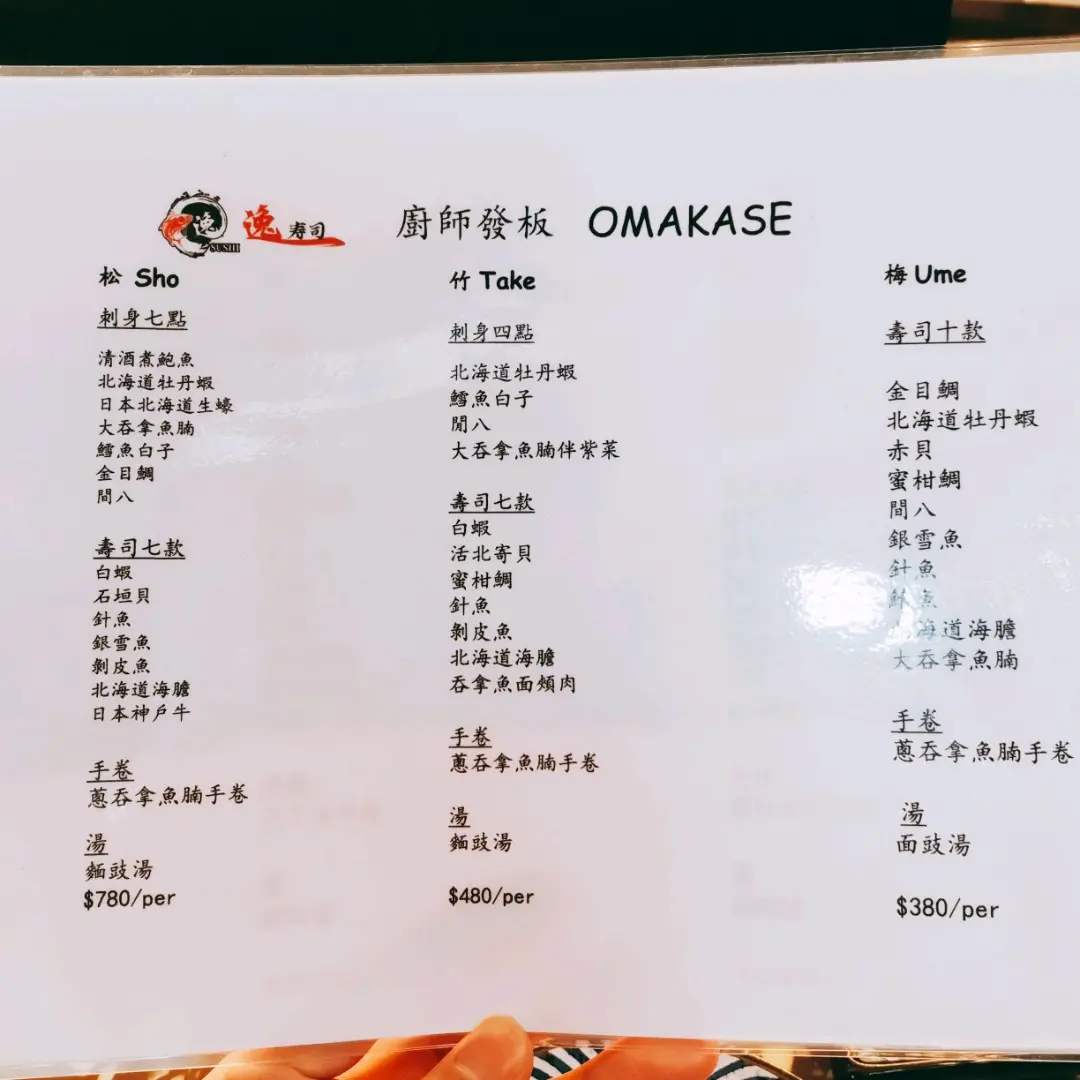 逸 SUSHI 逸 寿司
廚師發板 OMAKASE
松 Sho
刺身七點
清酒煮鮑魚
北海道牡丹蝦
日本北海道生蠔
大吞拿魚腩
鱈魚白子
金目鯛
間八
壽司七款
白蝦
石垣貝
針魚
銀雪魚
剝皮魚
北海道海膽
日本神戶牛
手卷
蔥吞拿魚腩手卷
湯
麵豉湯
$780/per
竹 Take
刺身四點
北海道牡丹蝦
鱈魚白子
間八
大吞拿魚腩伴紫菜
壽司七款
白蝦
活北寄貝
蜜柑鯛
針魚
剝皮魚
北海道海膽
吞拿魚面頰肉
手卷
蔥吞拿魚腩手卷
湯
麵豉湯
$480/per
梅 Ume
壽司十款
金目鯛
北海道牡丹蝦
赤貝
蜜柑鯛
間八
銀雪魚
針魚
魚
海道海膽
大吞拿魚腩
手卷
蔥吞拿魚腩手卷
湯
面豉湯
$380/per